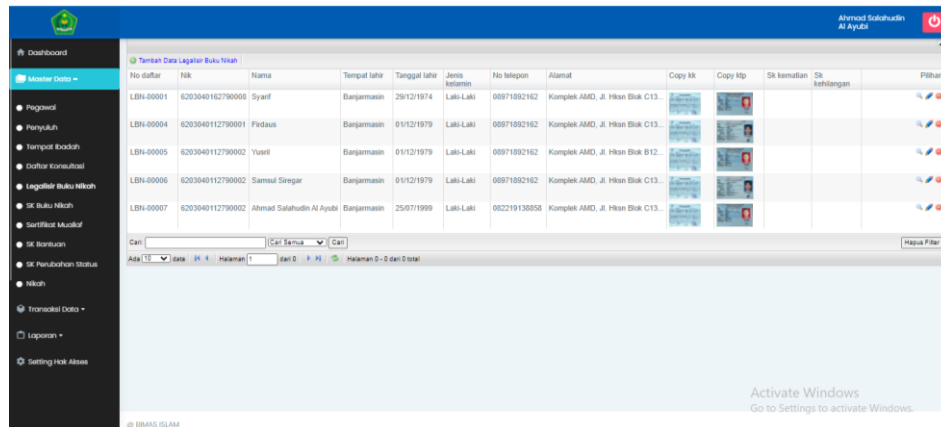 Ahmad Salahudin
Al Ayubi
Dashboard
Master Data
Pegawai
Penyuluh
Tempat Ibadah
Daftar Konsultasi
Legalisir Buku Nikah
SK Buku Nikah
Sertifikat Muallaf
SK Bantuan
SK Perubahan Status
Nikah
Transaksi Data
Laporan
Setting Hak Akses
Tambah Data Legalisir Buku Nikah
No daftar Nik Nama Tempat lahir Tanggal lahir Jenis kelamin No telepon Alamat Copy kk Copy ktp Sk kematian Sk kehilangan Pilihan
LBN-00001 6203040162790008 Syarif Banjarmasin 29/12/1974 Laki-Laki 08971892162 Komplek AMD, Jl. Hksn Blok C13...
LBN-00004 6203040112790001 Firdaus Banjarmasin 01/12/1979 Laki-Laki 08971892162 Komplek AMD, Jl. Hksn Blok C13...
LBN-00005 6203040112790002 Yusril Banjarmasin 01/12/1979 Laki-Laki 08971892162 Komplek AMD, Jl. Hksn Blok B12...
LBN-00006 6203040112790002 Samsul Siregar Banjarmasin 01/12/1979 Laki-Laki 08971892162 Komplek AMD, Jl. Hksn Blok C13...
LBN-00007 6203040112790002 Ahmad Salahudin Al Ayubi Banjarmasin 25/07/1999 Laki-Laki 082219138858 Komplek AMD, Jl. Hksn Blok C13...
Cari: Cari Semua Cari Hapus Filter
Ada 10 data Halaman 1 dari 0 Halaman 0 - 0 dari 0 total
Activate Windows
Go to Settings to activate Windows.
@ BIMAS ISLAM